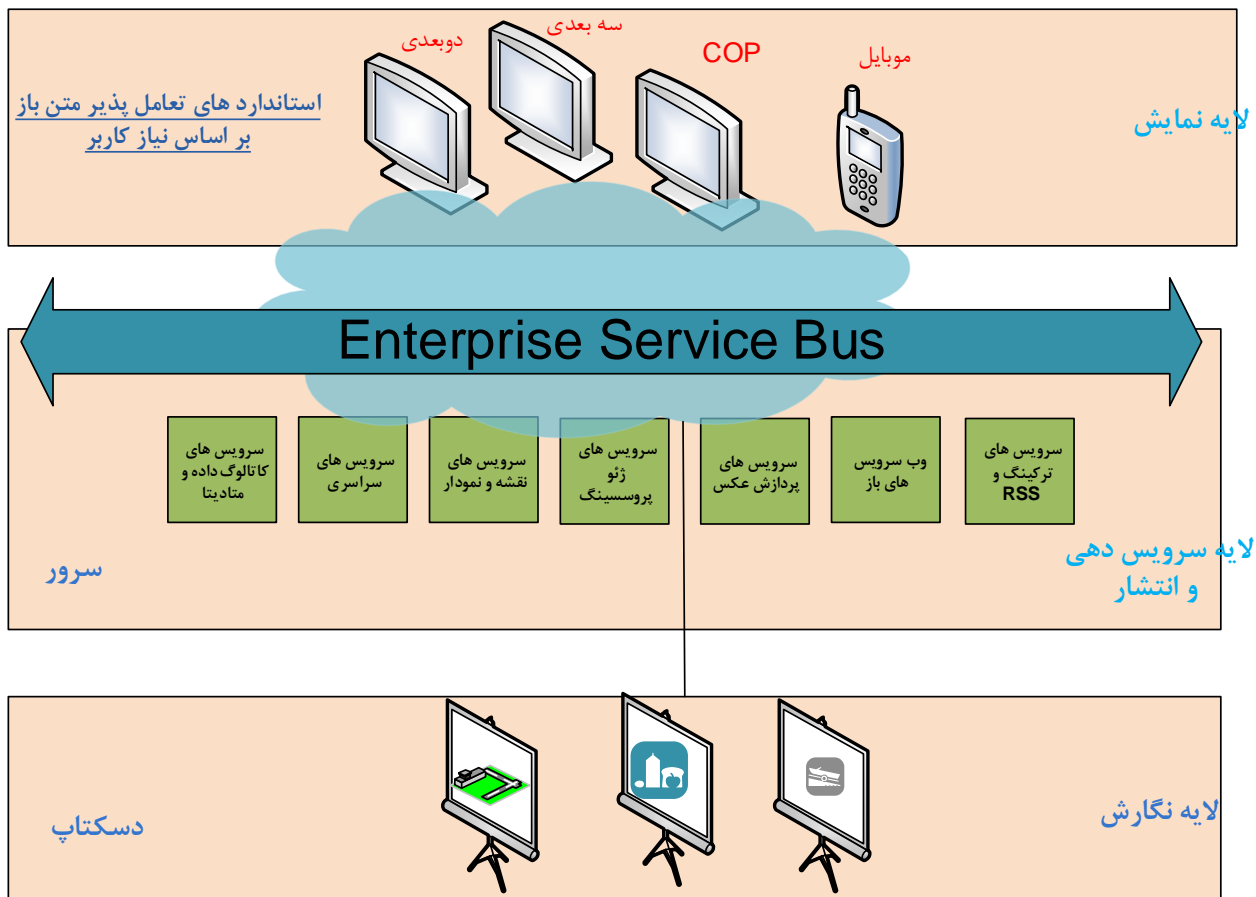 لایه نمایش
موبایل
COP
سه بعدی
دوبعدی
استاندارد های تعامل پذیر متن باز
بر اساس نیاز کاربر
Enterprise Service Bus
سرویس های
ترکینگ و
RSS
وب سرویس
های باز
سرویس های
پردازش عکس
سرویس های
ژئو
پروسسینگ
سرویس های
نقشه و نمودار
سرویس های
سراسری
سرویس های
کاتالوگ داده و
متادیتا
لایه سرویس دهی
و انتشار
سرور
لایه نگارش
دسکتاپ